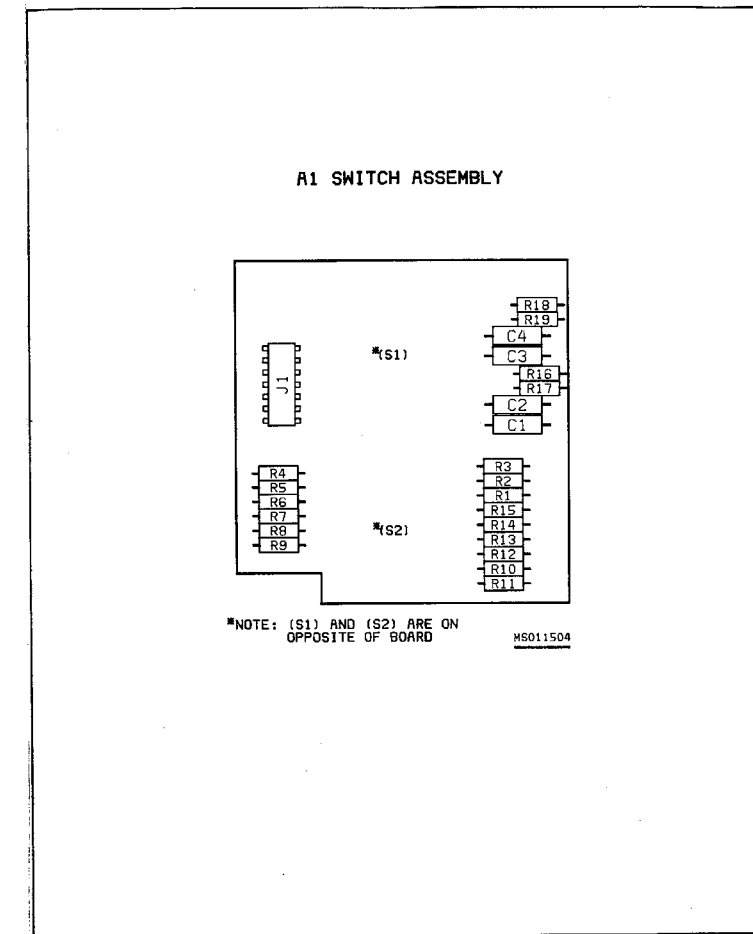 A1 SWITCH ASSEMBLY
R18
R19
C4
*(S1)
C3
J1
R16
R17
C2
C1
R3
R4
R2
R5
R1
R6
R15
R7
R14
*(S2)
R8
R13
R9
R12
R10
R11
*NOTE: (S1) AND (S2) ARE ON
OPPOSITE OF BOARD
MS011504